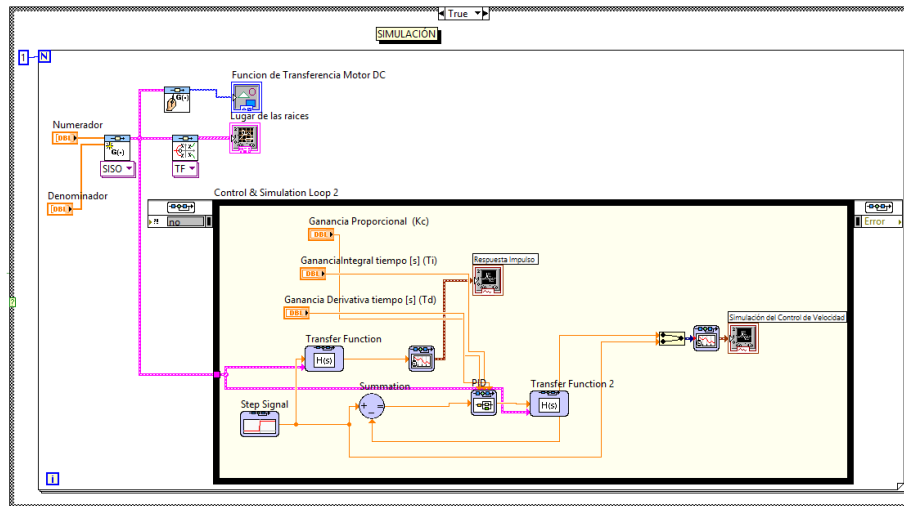 True
SIMULACIÓN
1
N
Funcion de Transferencia Motor DC
G(·)
Lugar de las raices
Numerador
DBL
G(·)
SISO
TF
Denominador
DBL
Control & Simulation Loop 2
?!
no
Error
Ganancia Proporcional (Kc)
DBL
GananciaIntegral tiempo [s] (Ti)
DBL
Respuesta Impulso
Ganancia Derivativa tiempo [s] (Td)
DBL
Simulación del Control de Velocidad
Transfer Function
H(s)
Summation
PID
Transfer Function 2
H(s)
Step Signal
i
?